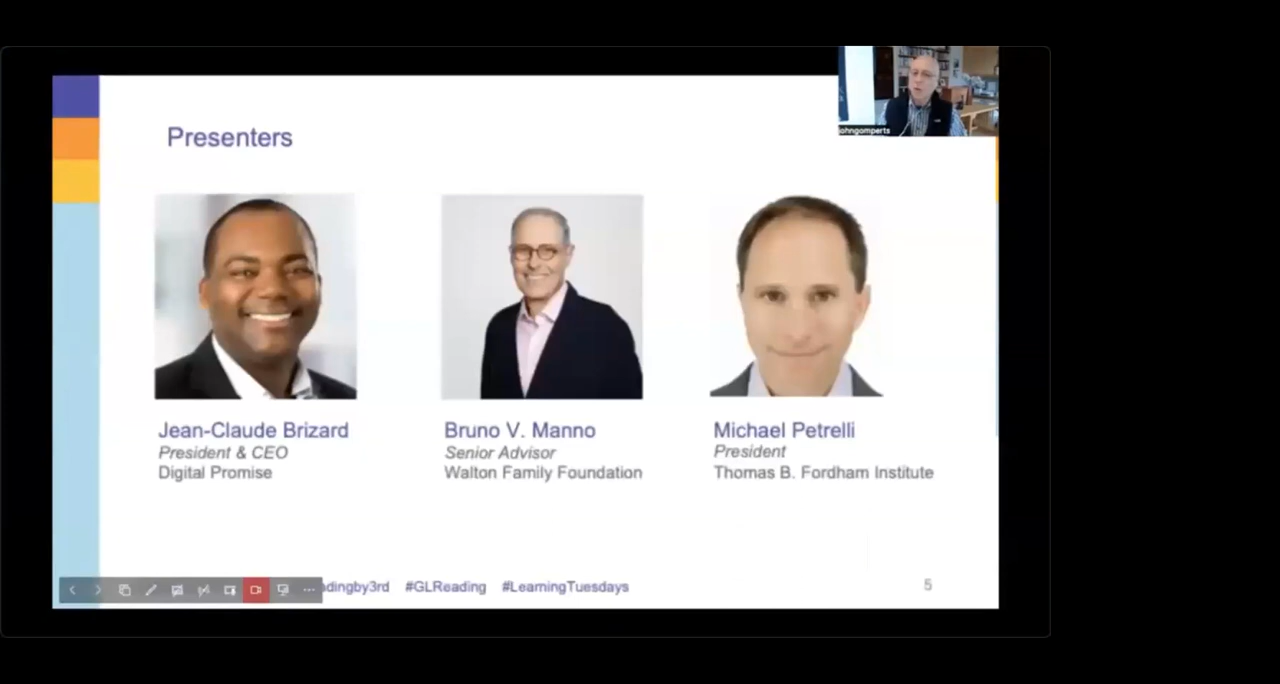 johngomperts
Presenters
Jean-Claude Brizard
President & CEO
Digital Promise
Bruno V. Manno
Senior Advisor
Walton Family Foundation
Michael Petrelli
President
Thomas B. Fordham Institute
adingby3rd #GLReading #LearningTuesdays
5